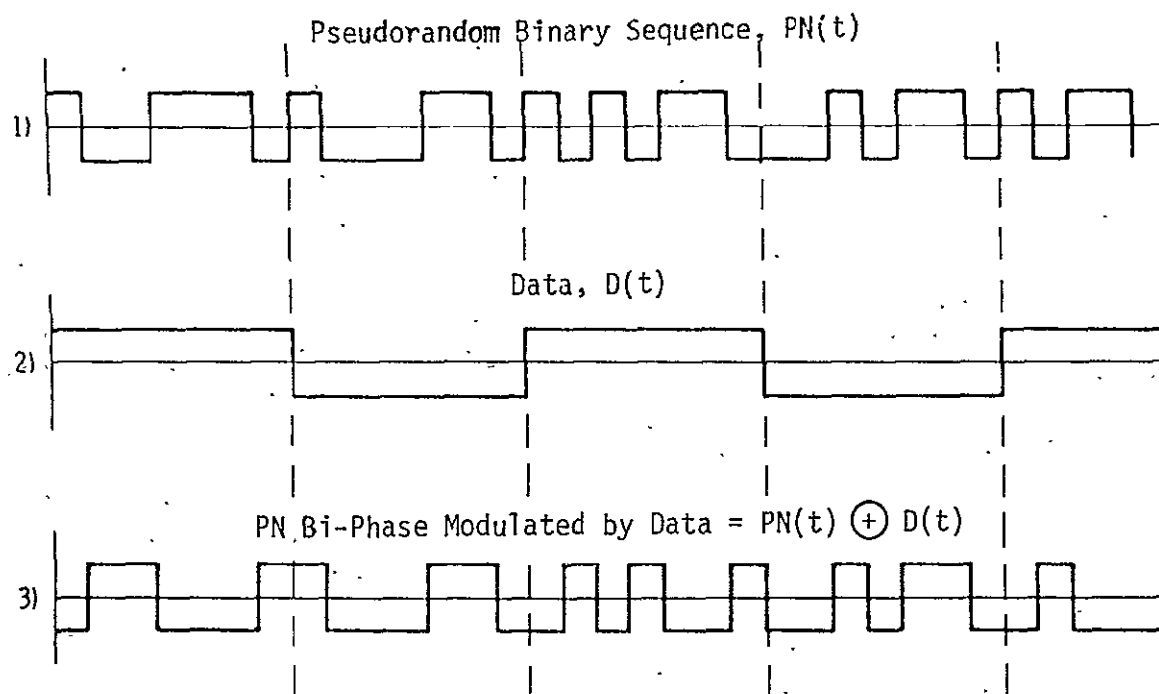 Pseudorandom Binary Sequence, PN(t)
1)
Data, D(t)
2)
PN Bi-Phase Modulated by Data = PN(t) ⊕ D(t)
3)